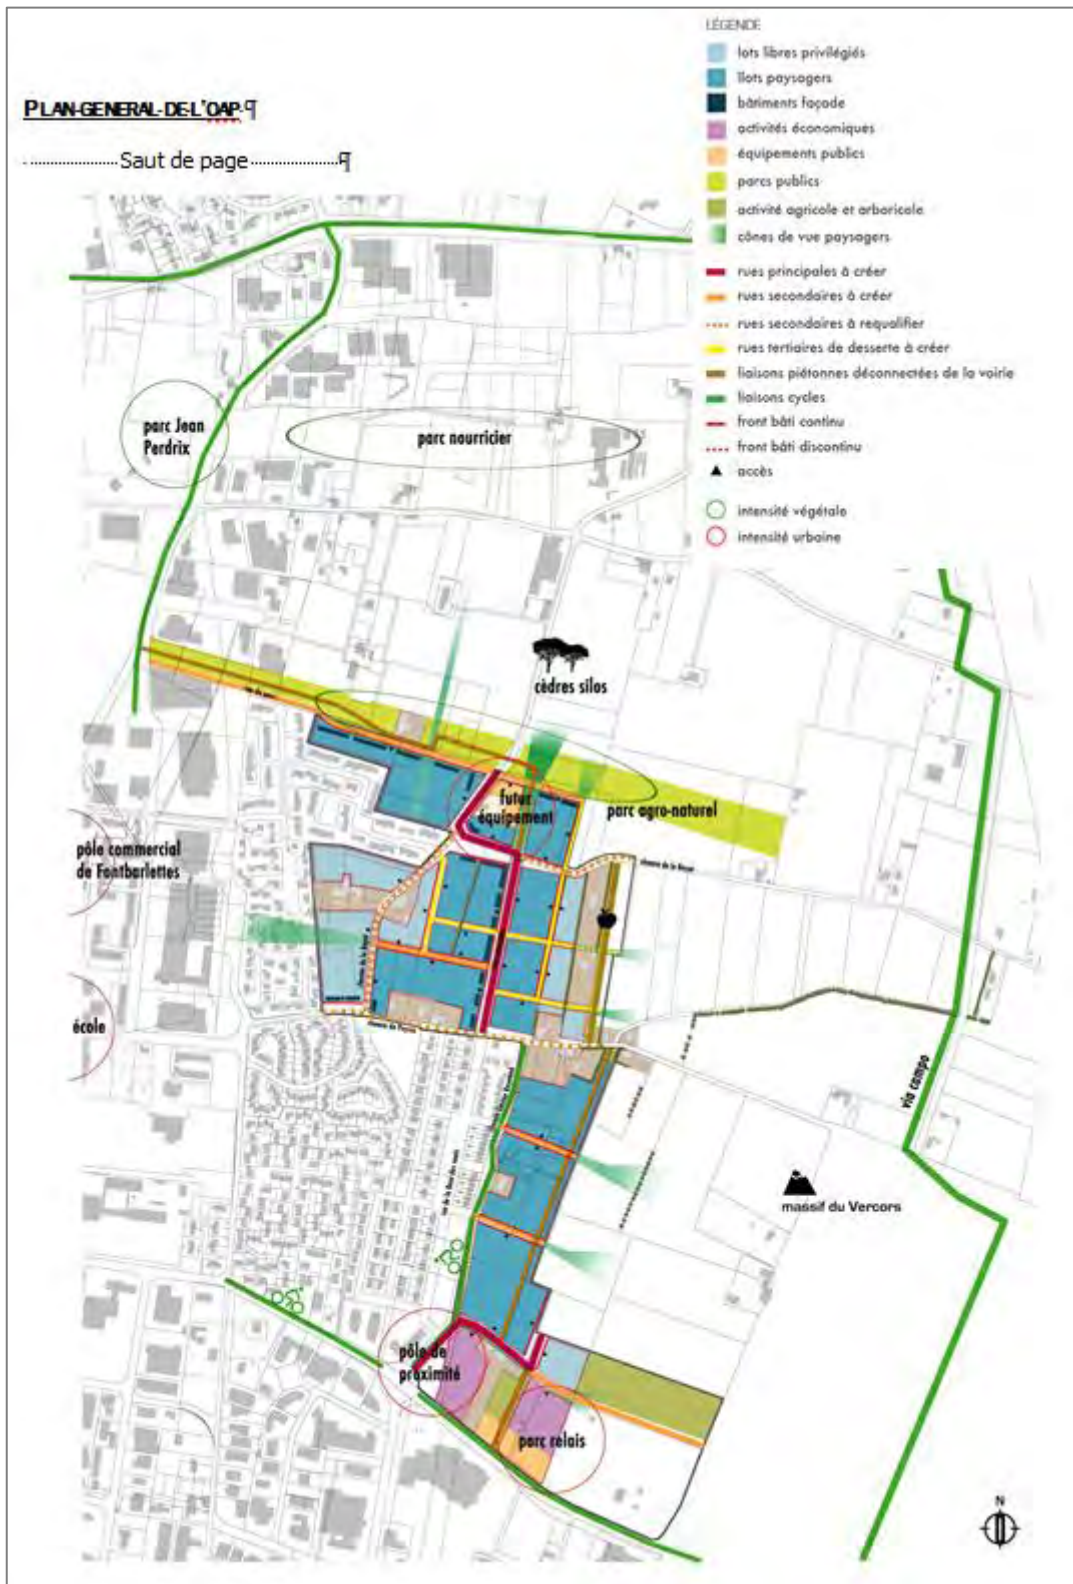 LÉGENDE
lots libres privilégiés
îlots paysagers
bâtiments façade
activités économiques
équipements publics
parcs publics
activité agricole et arboricole
cônes de vue paysagers
rues principales à créer
rues secondaires à créer
rues secondaires à requalifier
rues tertiaires de desserte à créer
liaisons piétonnes déconnectées de la voirie
liaisons cycles
front bâti continu
front bâti discontinu
accès
intensité végétale
intensité urbaine
PLAN·GENERAL·DE·L'OAP·¶
Saut de page ¶
parc Jean
Perdrix
parc nourricier
cèdres silos
futur
équipement
parc agro-naturel
pôle commercial
de Fontbarlettes
école
via campo
massif du Vercors
pôle de
proximité
parc relais
N